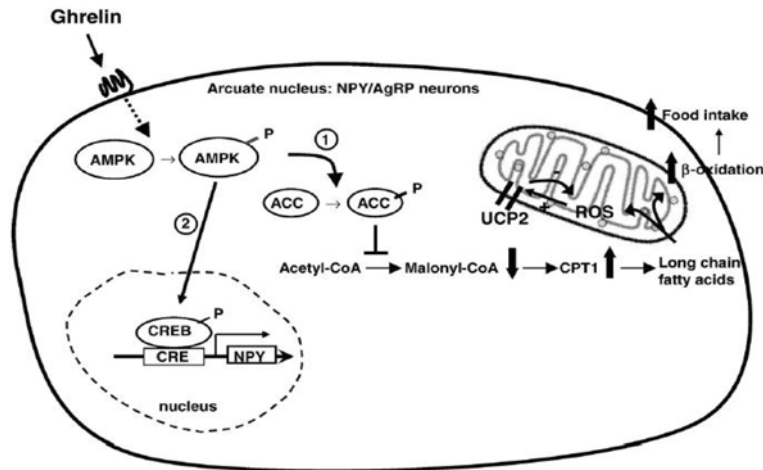 Ghrelin
Arcuate nucleus: NPY/AgRP neurons
Food intake
β-oxidation
P
AMPK
AMPK
1
P
ACC
ACC
UCP2
-
+
ROS
2
Acetyl-CoA
Malonyl-CoA
CPT1
Long chain
fatty acids
P
CREB
CRE
NPY
nucleus